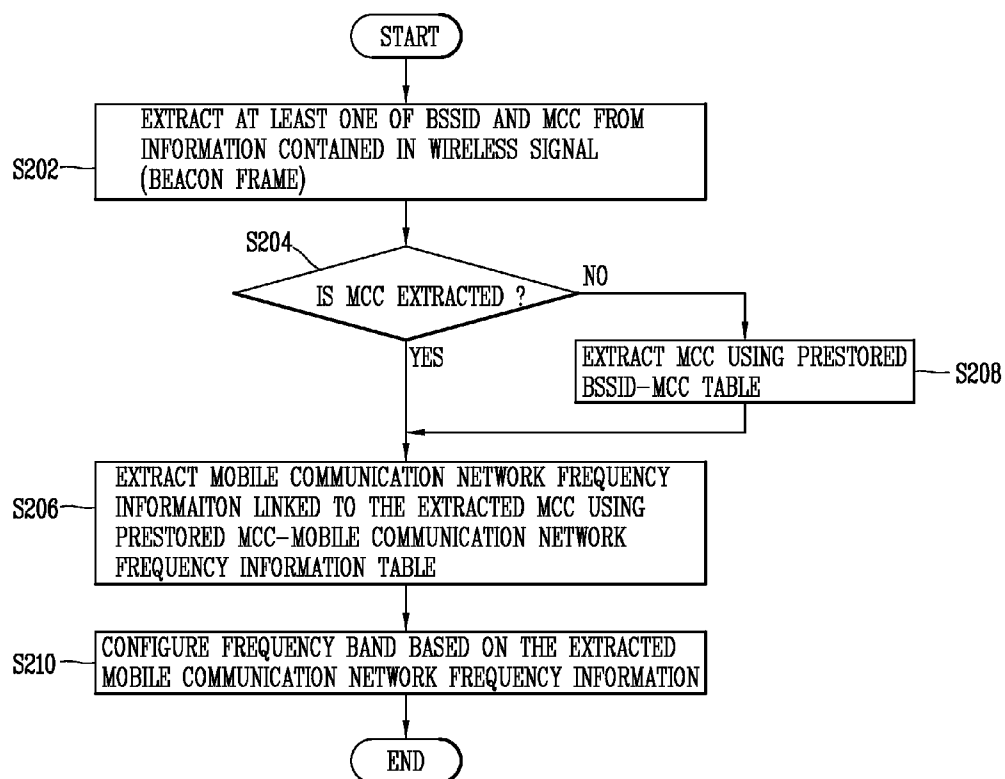 START
EXTRACT AT LEAST ONE OF BSSID AND MCC FROM
INFORMATION CONTAINED IN WIRELESS SIGNAL
(BEACON FRAME)
S202
S204
IS MCC EXTRACTED ?
NO
YES
EXTRACT MCC USING PRESTORED
BSSID-MCC TABLE
S208
EXTRACT MOBILE COMMUNICATION NETWORK FREQUENCY
INFORMAITON LINKED TO THE EXTRACTED MCC USING
PRESTORED MCC-MOBILE COMMUNICATION NETWORK
FREQUENCY INFORMATION TABLE
S206
CONFIGURE FREQUENCY BAND BASED ON THE EXTRACTED
MOBILE COMMUNICATION NETWORK FREQUENCY INFORMATION
S210
END